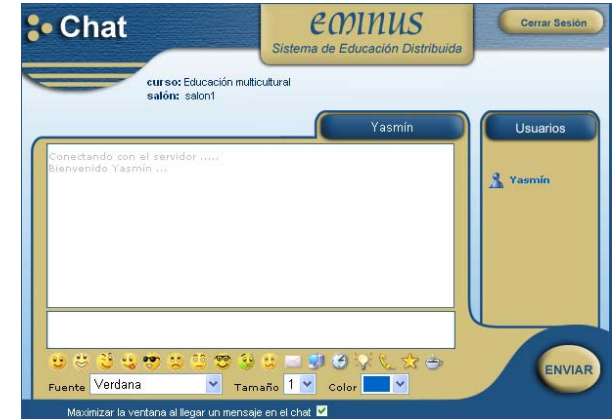 Chat
eminus
Sistema de Educación Distribuida
Cerrar Sesión
curso: Educación multicultural
salón: salon1
Yasmín
Usuarios
Conectando con el servidor .....
Bienvenido Yasmín ...
Yasmín
Fuente Verdana Tamaño 1 Color
ENVIAR
Maximizar la ventana al llegar un mensaje en el chat